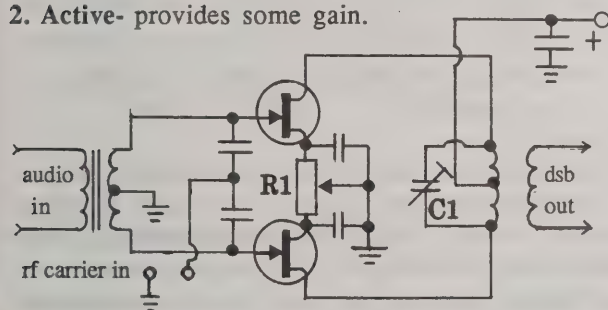 2. Active- provides some gain.
+
audio
in
R1
C1
dsb
out
rf carrier in